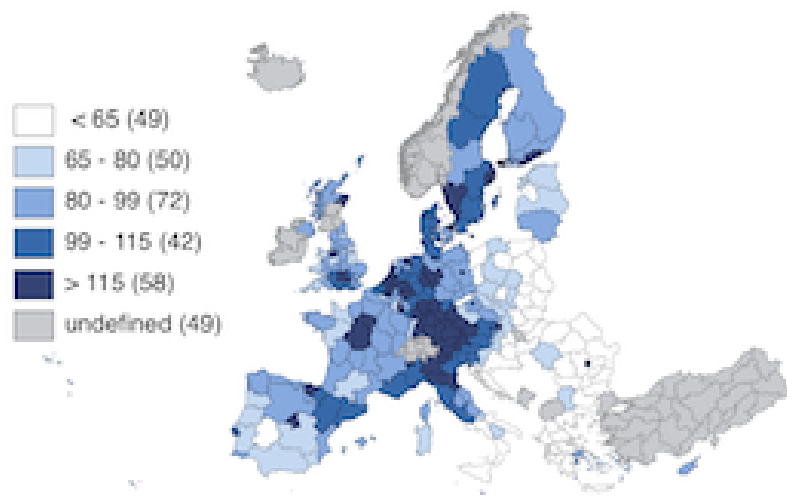 < 65 (49)
65 - 80 (50)
80 - 99 (72)
99 - 115 (42)
> 115 (58)
undefined (49)